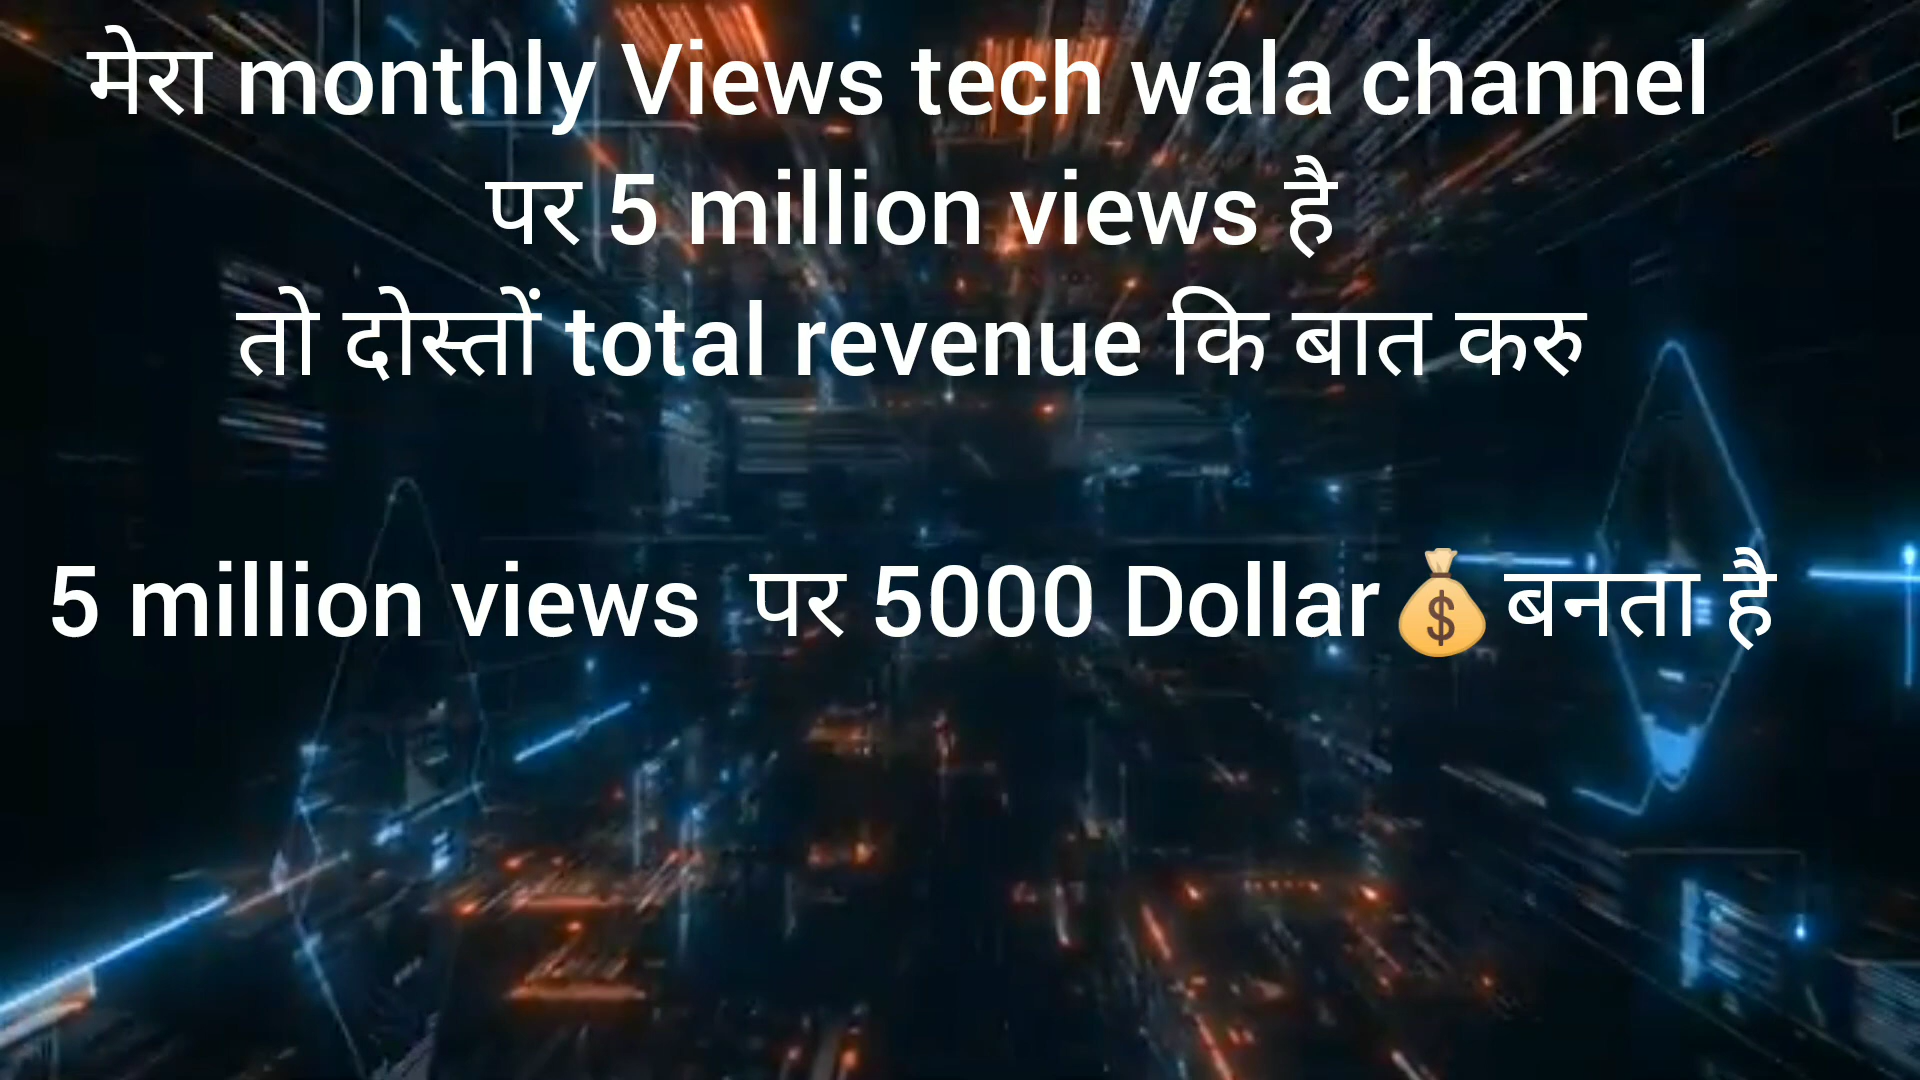 मेरा monthly Views tech wala channel
पर 5 million views है
तो दोस्तों total revenue कि बात करु
5 million views पर 5000 Dollar💰बनता है